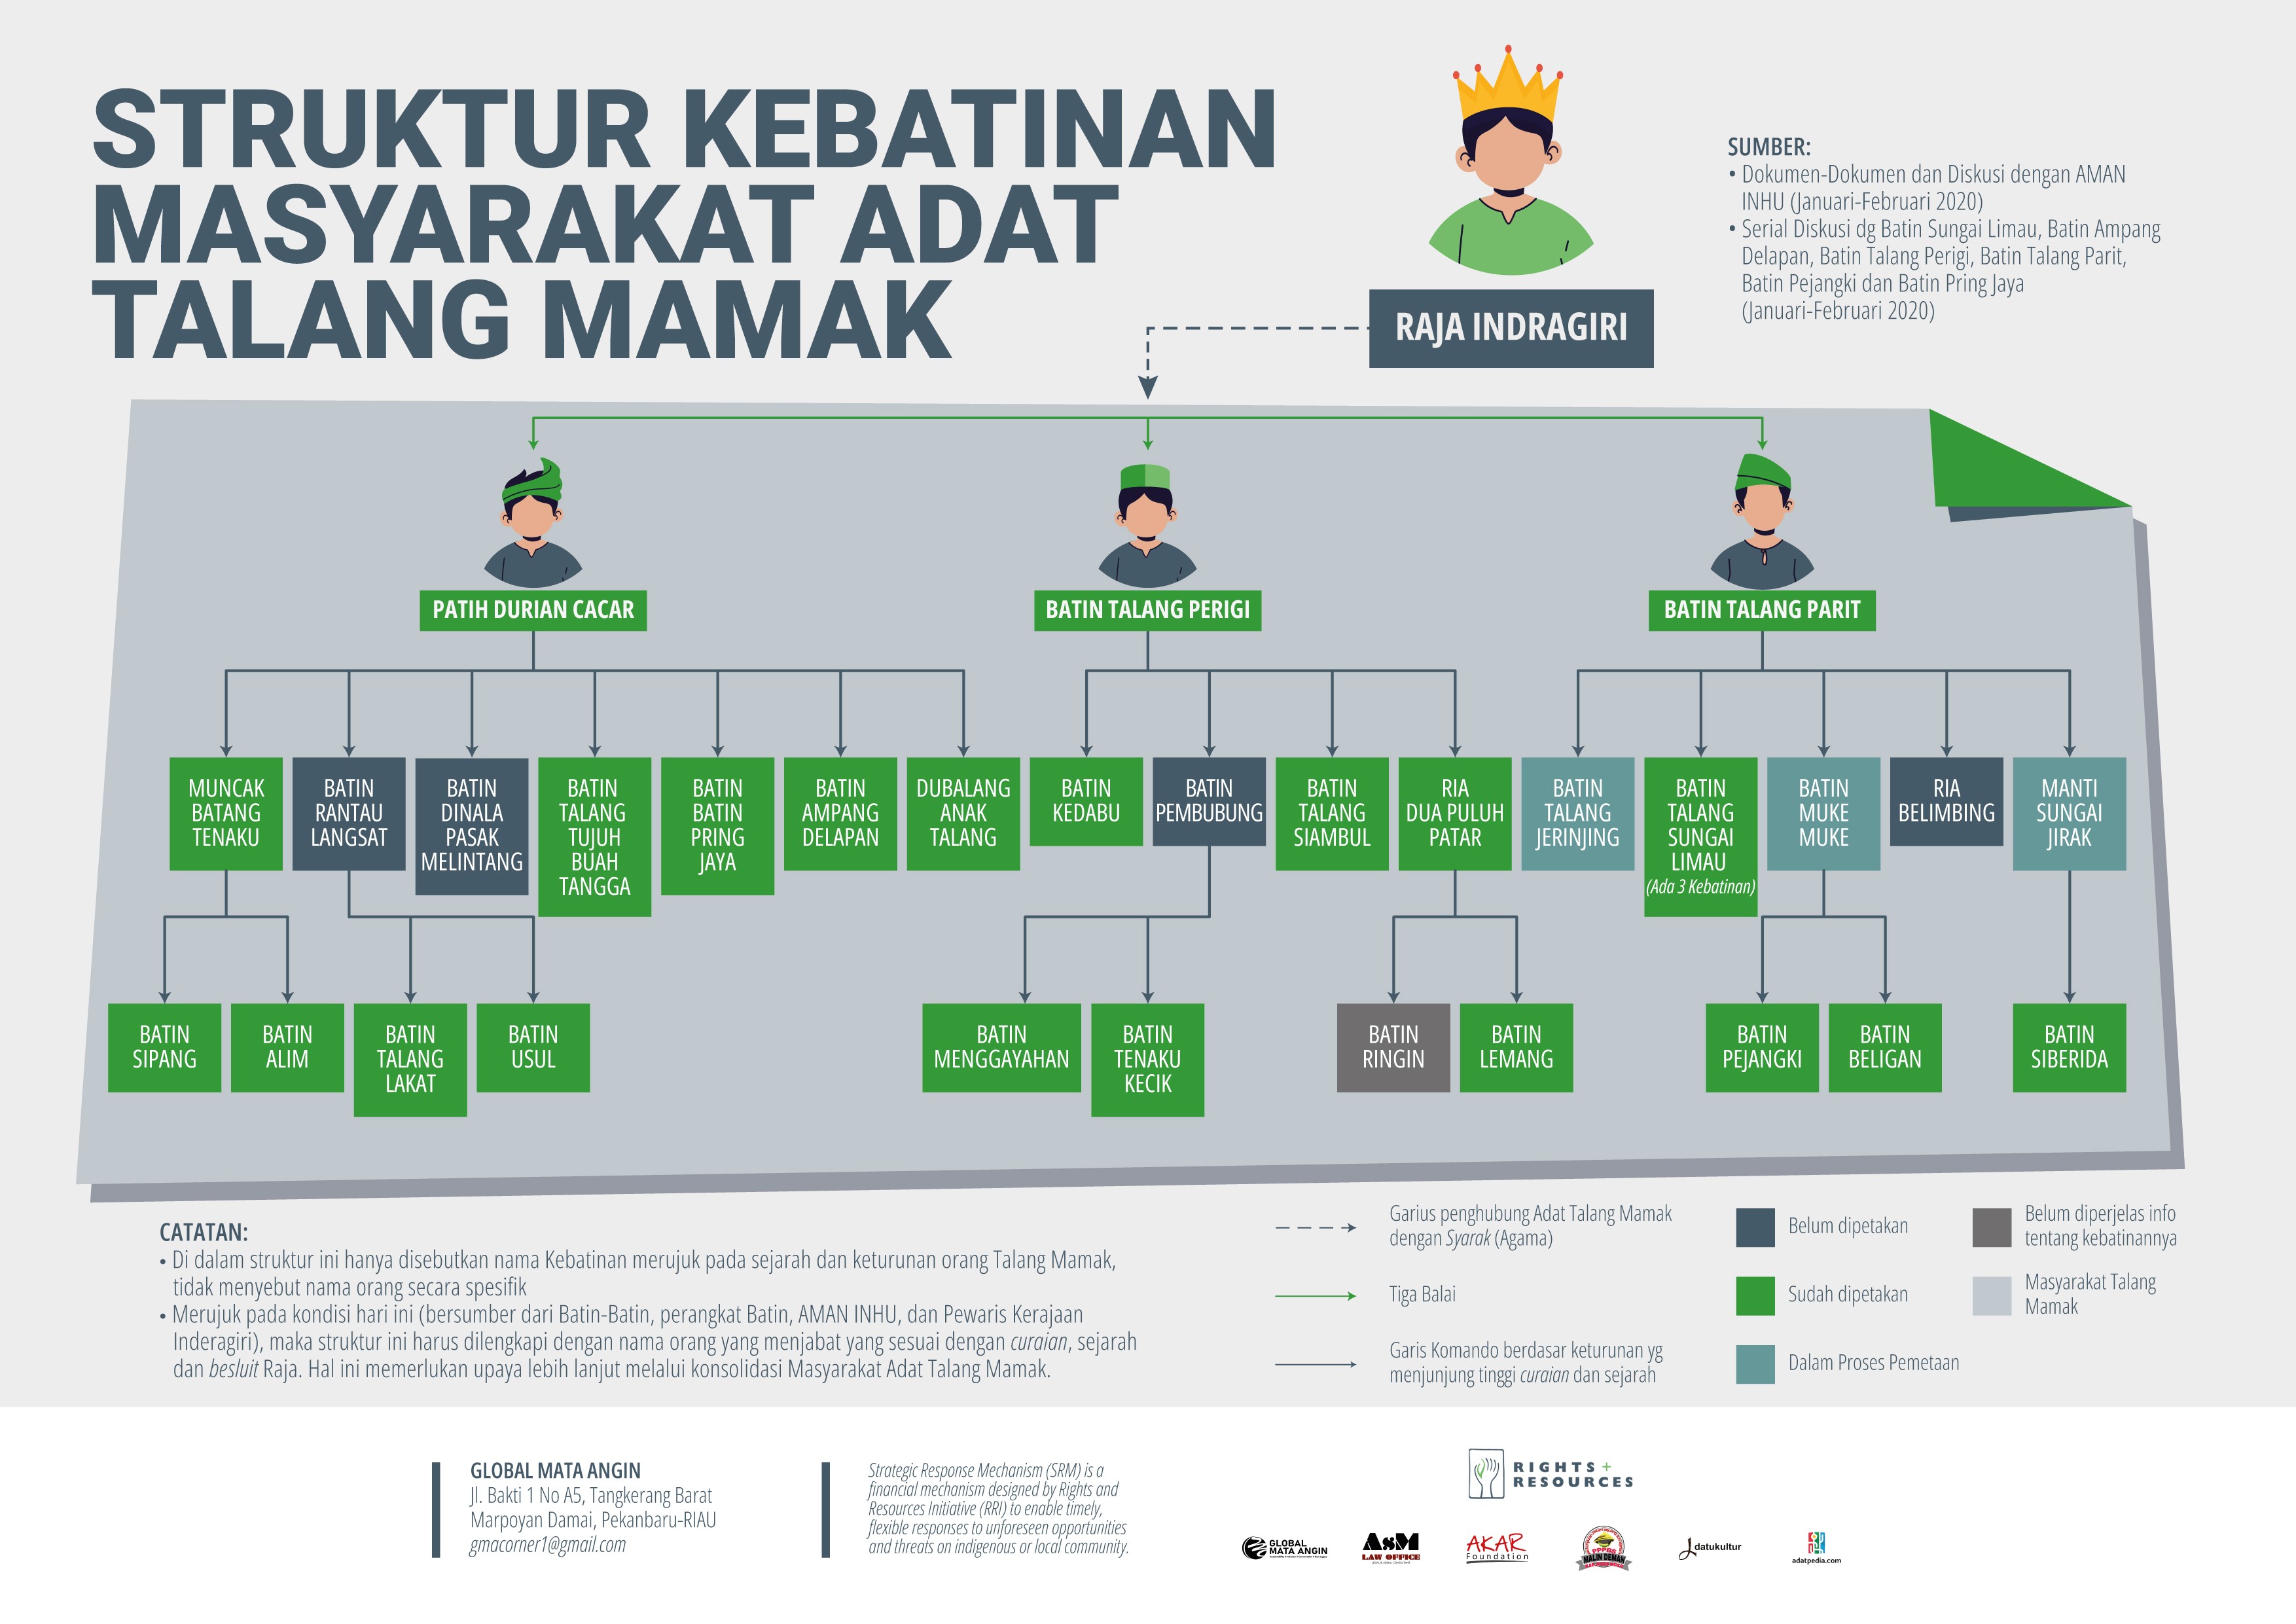 STRUKTUR KEBATINAN
MASYARAKAT ADAT
TALANG MAMAK
RAJA INDRAGIRI
SUMBER:
• Dokumen-Dokumen dan Diskusi dengan AMAN
INHU (Januari-Februari 2020)
• Serial Diskusi dg Batin Sungai Limau, Batin Ampang
Delapan, Batin Talang Perigi, Batin Talang Parit,
Batin Pejangki dan Batin Pring Jaya
(Januari-Februari 2020)
PATIH DURIAN CACAR
BATIN TALANG PERIGI
BATIN TALANG PARIT
MUNCAK
BATANG
TENAKU
BATIN
RANTAU
LANGSAT
BATIN
DINALA
PASAK
MELINTANG
BATIN
TALANG
TUJUH
BUAH
TANGGA
BATIN
BATIN
PRING
JAYA
BATIN
AMPANG
DELAPAN
DUBALANG
ANAK
TALANG
BATIN
KEDABU
BATIN
PEMBUBUNG
BATIN
TALANG
SIAMBUL
RIA
DUA PULUH
PATAR
BATIN
TALANG
JERINJING
BATIN
TALANG
SUNGAI
LIMAU
(Ada 3 Kebatinan)
BATIN
MUKE
MUKE
RIA
BELIMBING
MANTI
SUNGAI
JIRAK
BATIN
SIPANG
BATIN
ALIM
BATIN
TALANG
LAKAT
BATIN
USUL
BATIN
MENGGAYAHAN
BATIN
TENAKU
KECIK
BATIN
RINGIN
BATIN
LEMANG
BATIN
PEJANGKI
BATIN
BELIGAN
BATIN
SIBERIDA
CATATAN:
• Di dalam struktur ini hanya disebutkan nama Kebatinan merujuk pada sejarah dan keturunan orang Talang Mamak,
tidak menyebut nama orang secara spesifik
• Merujuk pada kondisi hari ini (bersumber dari Batin-Batin, perangkat Batin, AMAN INHU, dan Pewaris Kerajaan
Inderagiri), maka struktur ini harus dilengkapi dengan nama orang yang menjabat yang sesuai dengan curaian, sejarah
dan besluit Raja. Hal ini memerlukan upaya lebih lanjut melalui konsolidasi Masyarakat Adat Talang Mamak.
Garius penghubung Adat Talang Mamak
dengan Syarak (Agama)
Tiga Balai
Garis Komando berdasar keturunan yg
menjunjung tinggi curaian dan sejarah
Belum dipetakan
Sudah dipetakan
Dalam Proses Pemetaan
Belum diperjelas info
tentang kebatinannya
Masyarakat Talang
Mamak
GLOBAL MATA ANGIN
Jl. Bakti 1 No A5, Tangkerang Barat
Marpoyan Damai, Pekanbaru-RIAU
gmacorner1@gmail.com
Strategic Response Mechanism (SRM) is a
financial mechanism designed by Rights and
Resources Initiative (RRI) to enable timely,
flexible responses to unforeseen opportunities
and threats on indigenous or local community.
RIGHTS +
RESOURCES
GLOBAL
MATA ANGIN
AsM
LAW OFFICE
AKAR
Foundation
PPPBS
MALIN DEMAN
datukultur
adatpedia.com